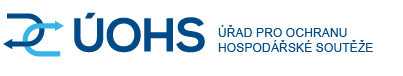 ÚOHS
ÚŘAD PRO OCHRANU
HOSPODÁŘSKÉ SOUTĚŽE